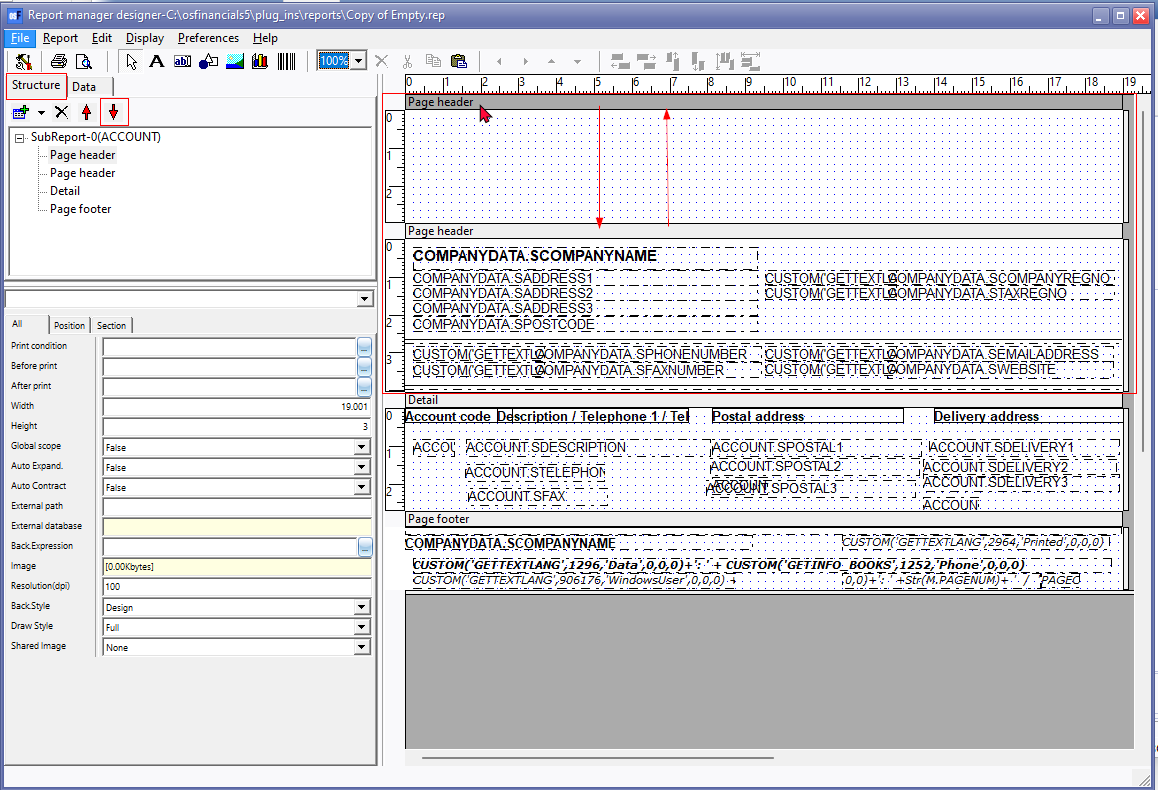 Report manager designer-C:\osfinancials5\plug_ins\reports\Copy of Empty.rep
File Report Edit Display Preferences Help
100%
Structure Data
SubReport-0(ACCOUNT)
Page header
Page header
Detail
Page footer
All Position Section
Print condition
Before print
After print
Width 19.001
Height 3
Global scope False
Auto Expand. False
Auto Contract False
External path
External database
Back.Expression
Image [0.00Kbytes]
Resolution(dpi) 100
Back.Style Design
Draw Style Full
Shared Image None
0 1 2 3 4 5 6 7 8 9 10 11 12 13 14 15 16 17 18 19
Page header
0
1
2
Page header
0
COMPANYDATA.SCOMPANYNAME
1
COMPANYDATA.SADDRESS1 CUSTOM('GETTEXTLA COMPANYDATA.SCOMPANYREGNO
COMPANYDATA.SADDRESS2 CUSTOM('GETTEXTLA COMPANYDATA.STAXREGNO
COMPANYDATA.SADDRESS3
2
COMPANYDATA.SPOSTCODE
3
CUSTOM('GETTEXTLA COMPANYDATA.SPHONENUMBER CUSTOM('GETTEXTLA COMPANYDATA.SEMAILADDRESS
CUSTOM('GETTEXTLA COMPANYDATA.SFAXNUMBER CUSTOM('GETTEXTLA COMPANYDATA.SWEBSITE
Detail
0
Account code Description / Telephone 1 / Tel Postal address Delivery address
1
ACCOU ACCOUNT.SDESCRIPTION ACCOUNT.SPOSTAL1 ACCOUNT.SDELIVERY1
ACCOUNT.STELEPHON ACCOUNT.SPOSTAL2 ACCOUNT.SDELIVERY2
2
ACCOUNT.SFAX ACCOUNT.SPOSTAL3 ACCOUNT.SDELIVERY3
ACCOUN
Page footer
0
COMPANYDATA.SCOMPANYNAME CUSTOM('GETTEXTLANG',2964,'Printed',0,0,0)
CUSTOM('GETTEXTLANG',1296,'Data',0,0,0)+': ' + CUSTOM('GETINFO_BOOKS',1252,'Phone',0,0,0)
1
CUSTOM('GETTEXTLANG',906176,'WindowsUser',0,0,0) + ,0,0)+': ' +Str(M.PAGENUM)+ ' / 'PAGEC